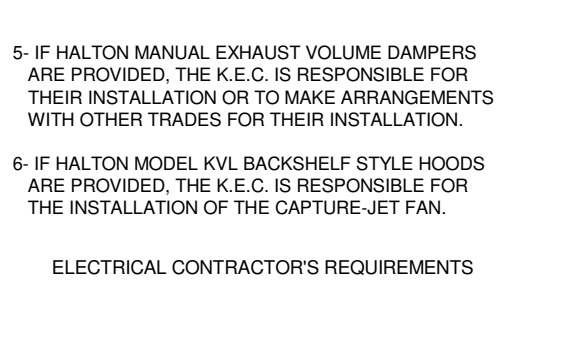 5- IF HALTON MANUAL EXHAUST VOLUME DAMPERS
ARE PROVIDED, THE K.E.C. IS RESPONSIBLE FOR
THEIR INSTALLATION OR TO MAKE ARRANGEMENTS
WITH OTHER TRADES FOR THEIR INSTALLATION.
6- IF HALTON MODEL KVL BACKSHELF STYLE HOODS
ARE PROVIDED, THE K.E.C. IS RESPONSIBLE FOR
THE INSTALLATION OF THE CAPTURE-JET FAN.
ELECTRICAL CONTRACTOR'S REQUIREMENTS